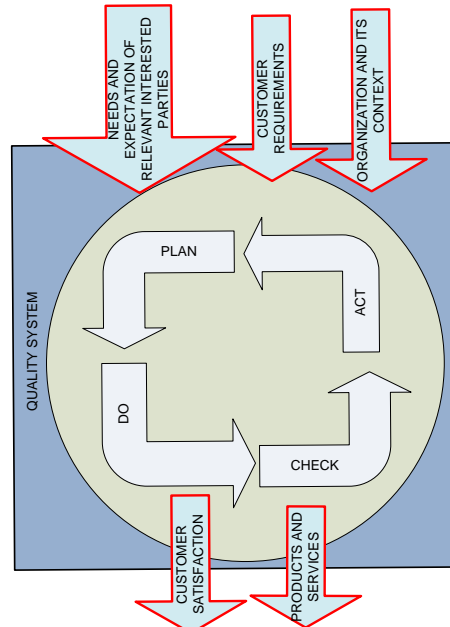 NEEDS AND
EXPECTATION OF
RELEVANT INTERESTED
PARTIES
CUSTOMER
REQUIREMENTS
ORGANIZATION AND ITS
CONTEXT
QUALITY SYSTEM
PLAN
ACT
DO
CHECK
CUSTOMER
SATISFACTION
PRODUCTS AND
SERVICES